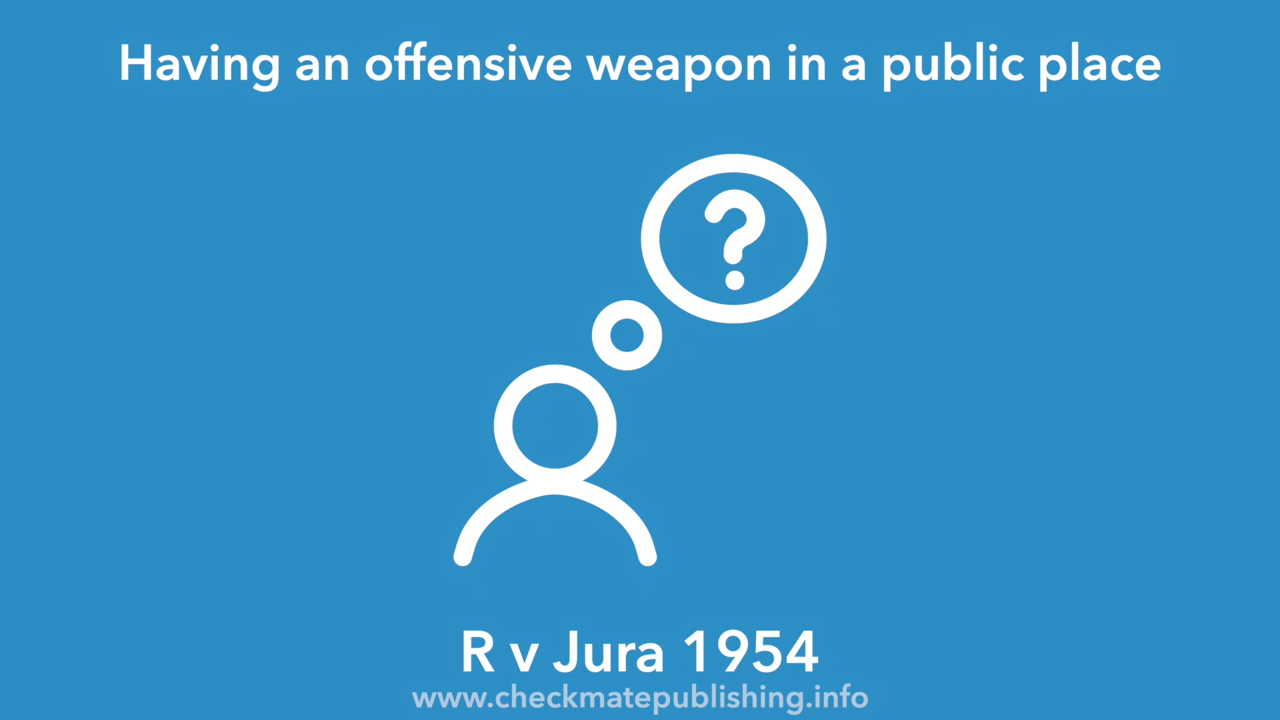 Having an offensive weapon in a public place
?
R v Jura 1954
www.checkmatepublishing.info